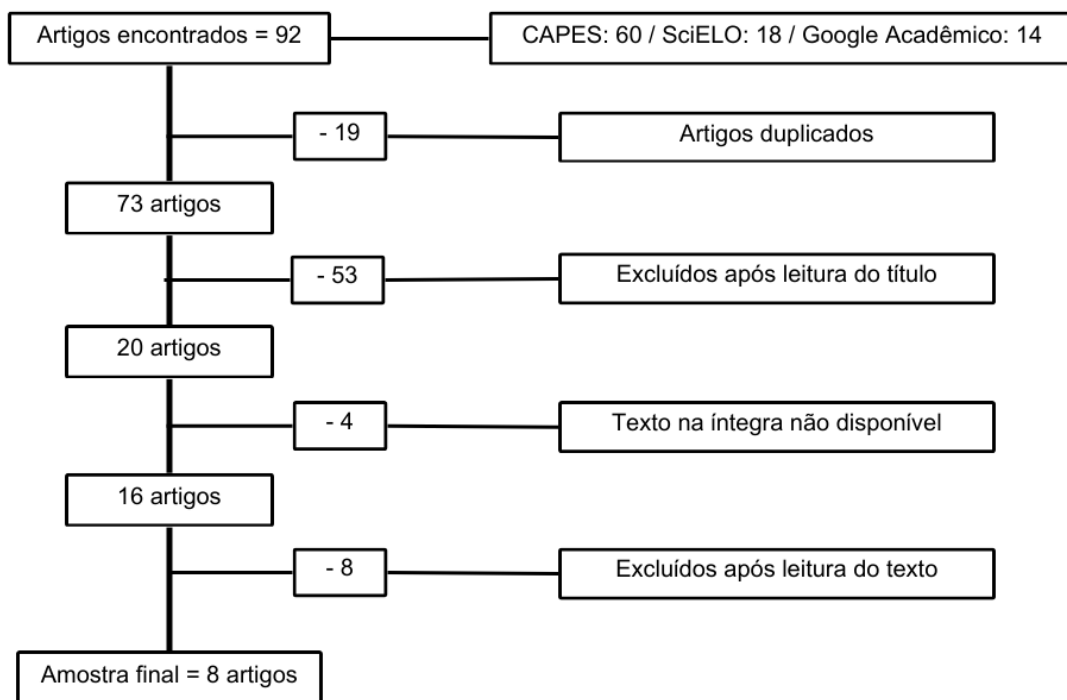 Artigos encontrados = 92
CAPES: 60 / SciELO: 18 / Google Acadêmico: 14
- 19
Artigos duplicados
73 artigos
- 53
Excluídos após leitura do título
20 artigos
- 4
Texto na íntegra não disponível
16 artigos
- 8
Excluídos após leitura do texto
Amostra final = 8 artigos